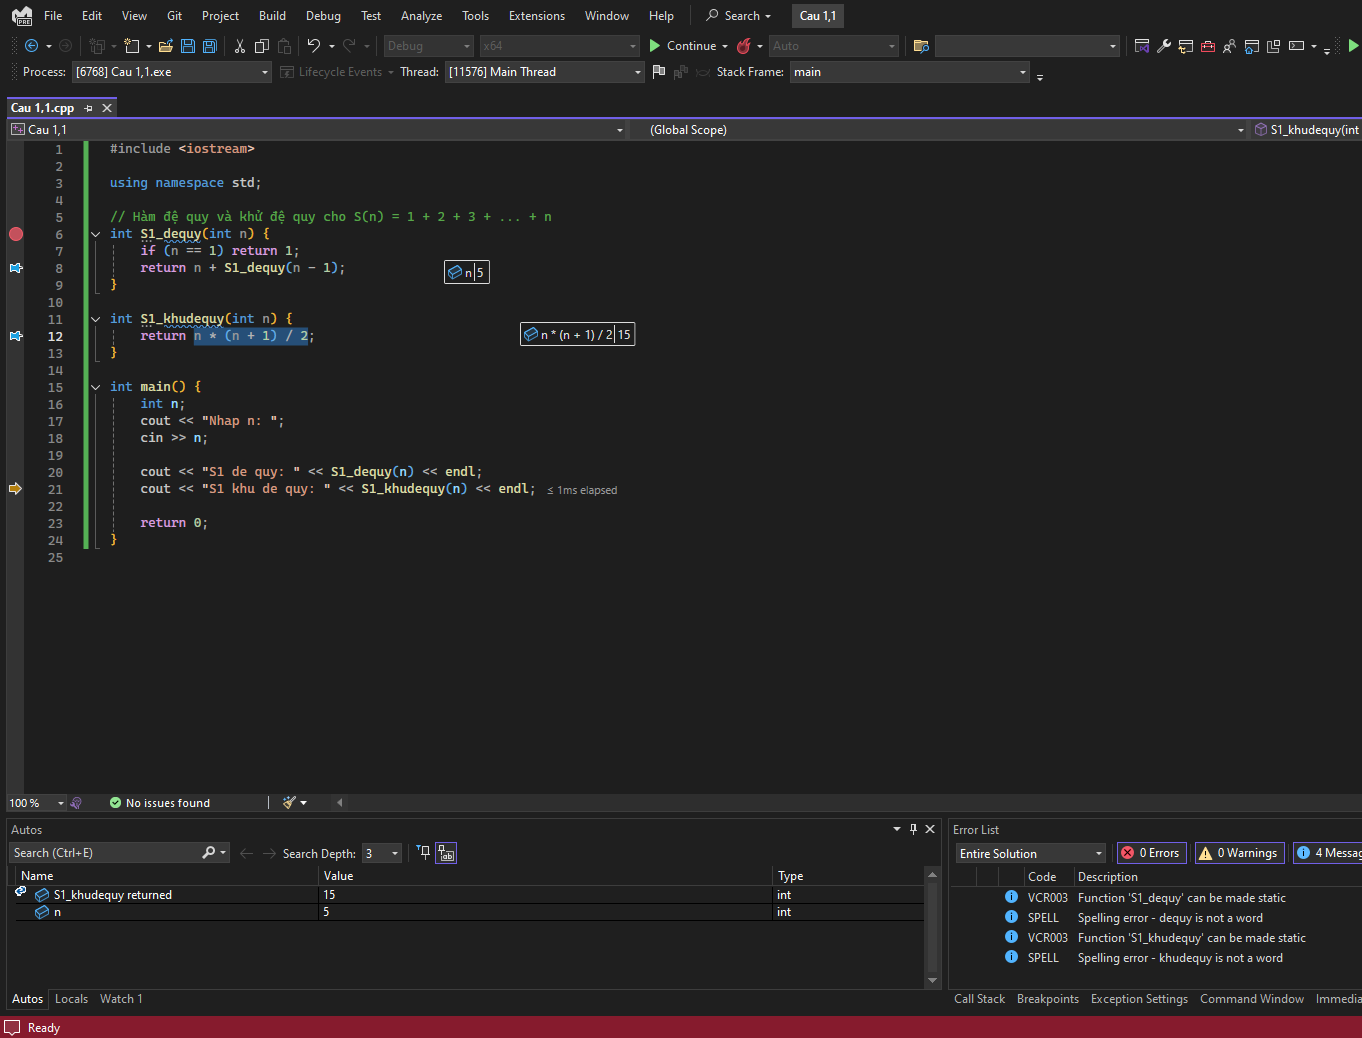 PRE File Edit View Git Project Build Debug Test Analyze Tools Extensions Window Help Search Cau 1,1
Debug x64 Continue Auto
Process: [6768] Cau 1,1.exe Lifecycle Events Thread: [11576] Main Thread Stack Frame: main
Cau 1,1.cpp
Cau 1,1 (Global Scope) S1_khudequy(int
1 #include <iostream>
2
3 using namespace std;
4
5 // Hàm đệ quy và khử đệ quy cho S(n) = 1 + 2 + 3 + ... + n
6 int S1_dequy(int n) {
7 if (n == 1) return 1;
8 return n + S1_dequy(n - 1); n 5
9 }
10
11 int S1_khudequy(int n) {
12 return n * (n + 1) / 2; n * (n + 1) / 2 15
13 }
14
15 int main() {
16 int n;
17 cout << "Nhap n: ";
18 cin >> n;
19
20 cout << "S1 de quy: " << S1_dequy(n) << endl;
21 cout << "S1 khu de quy: " << S1_khudequy(n) << endl; ≤ 1ms elapsed
22
23 return 0;
24 }
25
100 % No issues found
Autos
Search (Ctrl+E) Search Depth: 3
Name Value Type
S1_khudequy returned 15 int
n 5 int
Autos Locals Watch 1
Error List
Entire Solution 0 Errors 0 Warnings 4 Messag
Code Description
VCR003 Function 'S1_dequy' can be made static
SPELL Spelling error - dequy is not a word
VCR003 Function 'S1_khudequy' can be made static
SPELL Spelling error - khudequy is not a word
Call Stack Breakpoints Exception Settings Command Window Immedia
Ready